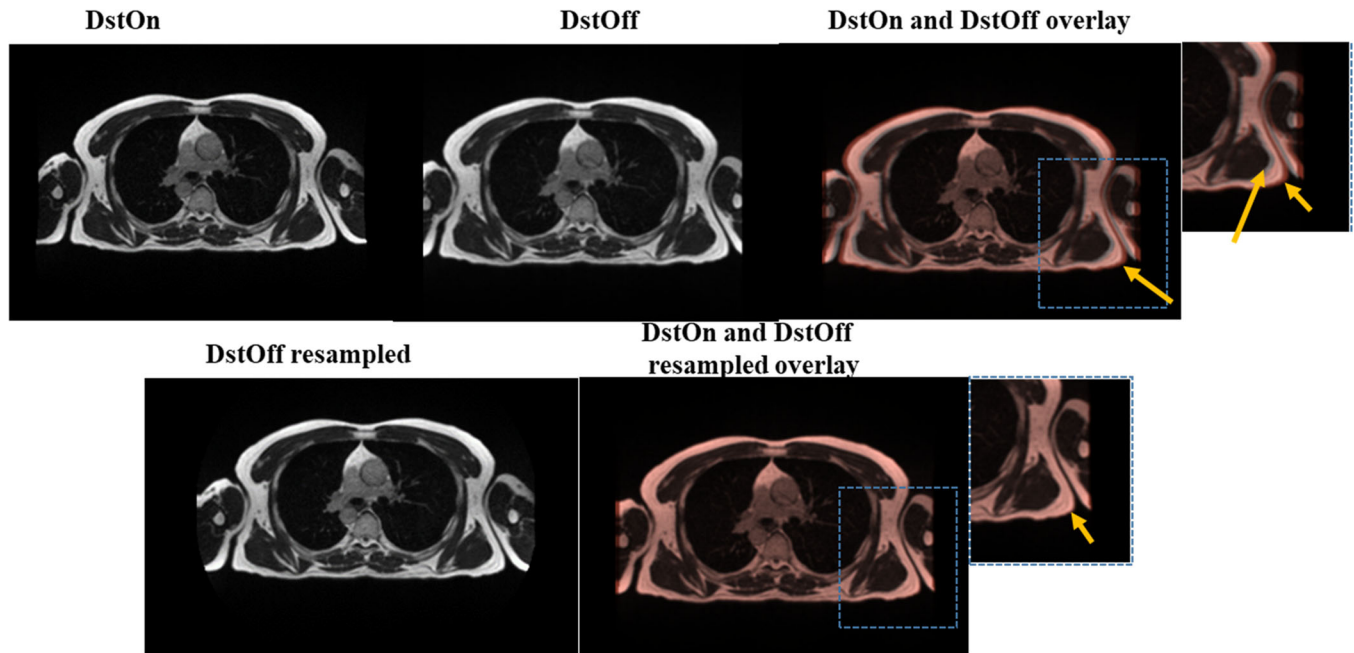 DstOn
DstOff
DstOn and DstOff overlay
DstOff resampled
DstOn and DstOff
resampled overlay